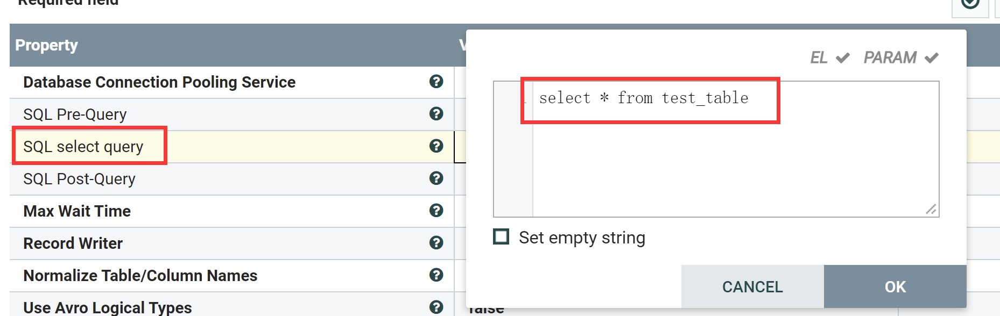 Required field
Property
EL PARAM
Database Connection Pooling Service
1 select * from test_table
SQL Pre-Query
SQL select query
SQL Post-Query
Max Wait Time
Set empty string
Record Writer
Normalize Table/Column Names
CANCEL OK
Use Avro Logical Types
false